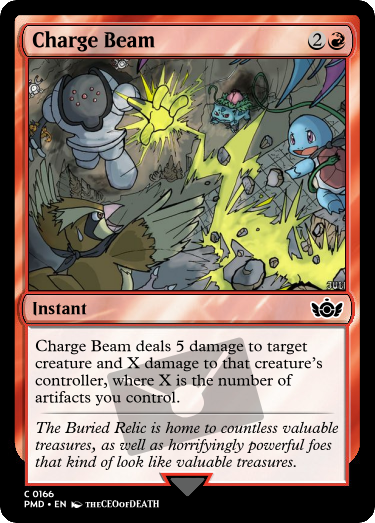 Charge Beam 2
Instant
Charge Beam deals 5 damage to target
creature and X damage to that creature's
controller, where X is the number of
artifacts you control.
The Buried Relic is home to countless valuable
treasures, as well as horrifyingly powerful foes
that kind of look like valuable treasures.
C 0166
PMD • EN theCEOofDEATH